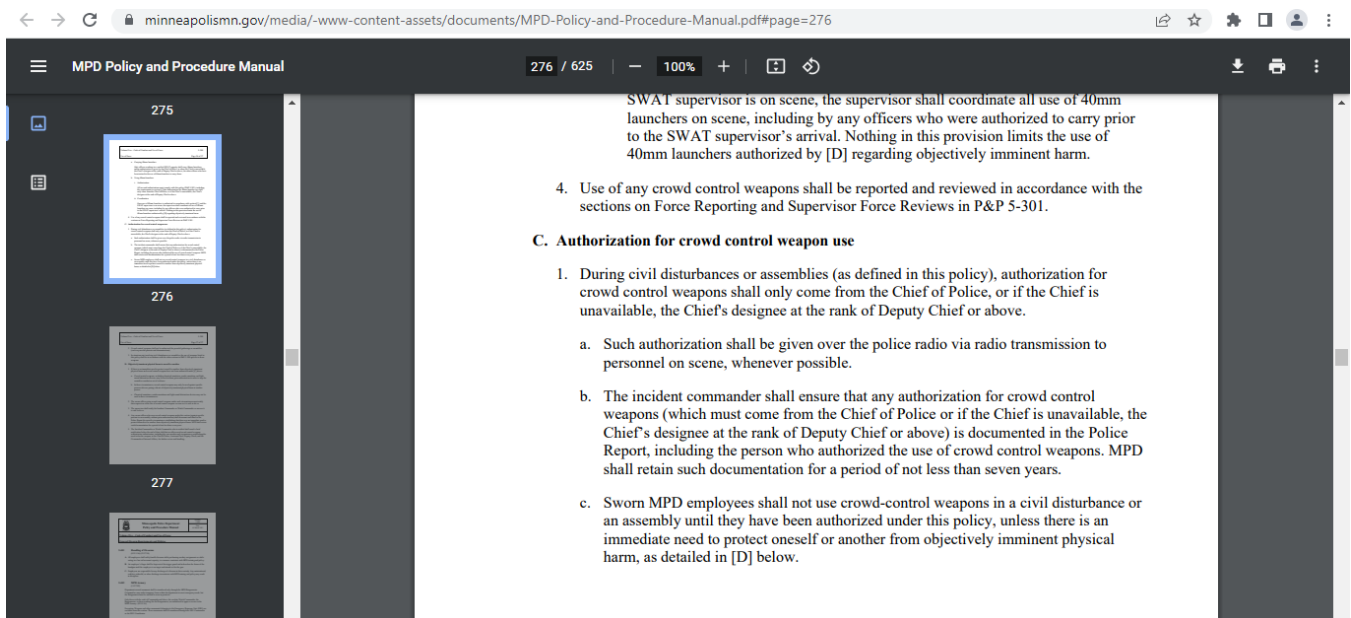 minneapolismn.gov/media/-www-content-assets/documents/MPD-Policy-and-Procedure-Manual.pdf#page=276
MPD Policy and Procedure Manual
276 / 625
100%
275
276
277
SWAT supervisor is on scene, the supervisor shall coordinate all use of 40mm
launchers on scene, including by any officers who were authorized to carry prior
to the SWAT supervisor's arrival. Nothing in this provision limits the use of
40mm launchers authorized by [D] regarding objectively imminent harm.
4. Use of any crowd control weapons shall be reported and reviewed in accordance with the
sections on Force Reporting and Supervisor Force Reviews in P&P 5-301.
C. Authorization for crowd control weapon use
1. During civil disturbances or assemblies (as defined in this policy), authorization for
crowd control weapons shall only come from the Chief of Police, or if the Chief is
unavailable, the Chief's designee at the rank of Deputy Chief or above.
a. Such authorization shall be given over the police radio via radio transmission to
personnel on scene, whenever possible.
b. The incident commander shall ensure that any authorization for crowd control
weapons (which must come from the Chief of Police or if the Chief is unavailable, the
Chief's designee at the rank of Deputy Chief or above) is documented in the Police
Report, including the person who authorized the use of crowd control weapons. MPD
shall retain such documentation for a period of not less than seven years.
c. Sworn MPD employees shall not use crowd-control weapons in a civil disturbance or
an assembly until they have been authorized under this policy, unless there is an
immediate need to protect oneself or another from objectively imminent physical
harm, as detailed in [D] below.